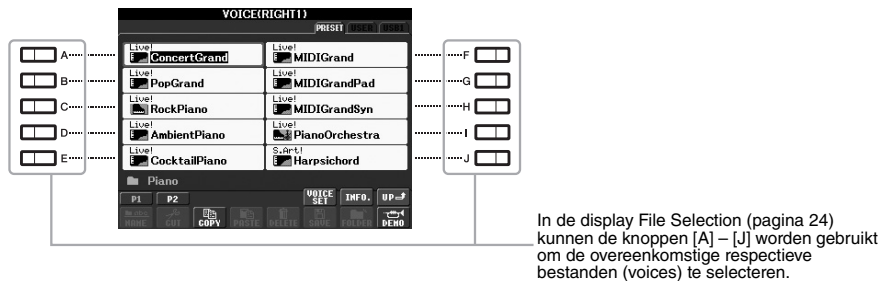 VOICE(RIGHT1)
PRESET USER USB1
A Live! ConcertGrand Live! MIDIGrand F
B Live! PopGrand Live! MIDIGrandPad G
C Live! RockPiano Live! MIDIGrandSyn H
D Live! AmbientPiano Live! PianoOrchestra I
E Live! CocktailPiano S.Art! Harpsichord J
Piano
P1 P2 VOICE SET INFO. UP
NAME CUT COPY PASTE DELETE SAVE FOLDER DEMO
In de display File Selection (pagina 24)
kunnen de knoppen [A] – [J] worden gebruikt
om de overeenkomstige respectieve
bestanden (voices) te selecteren.